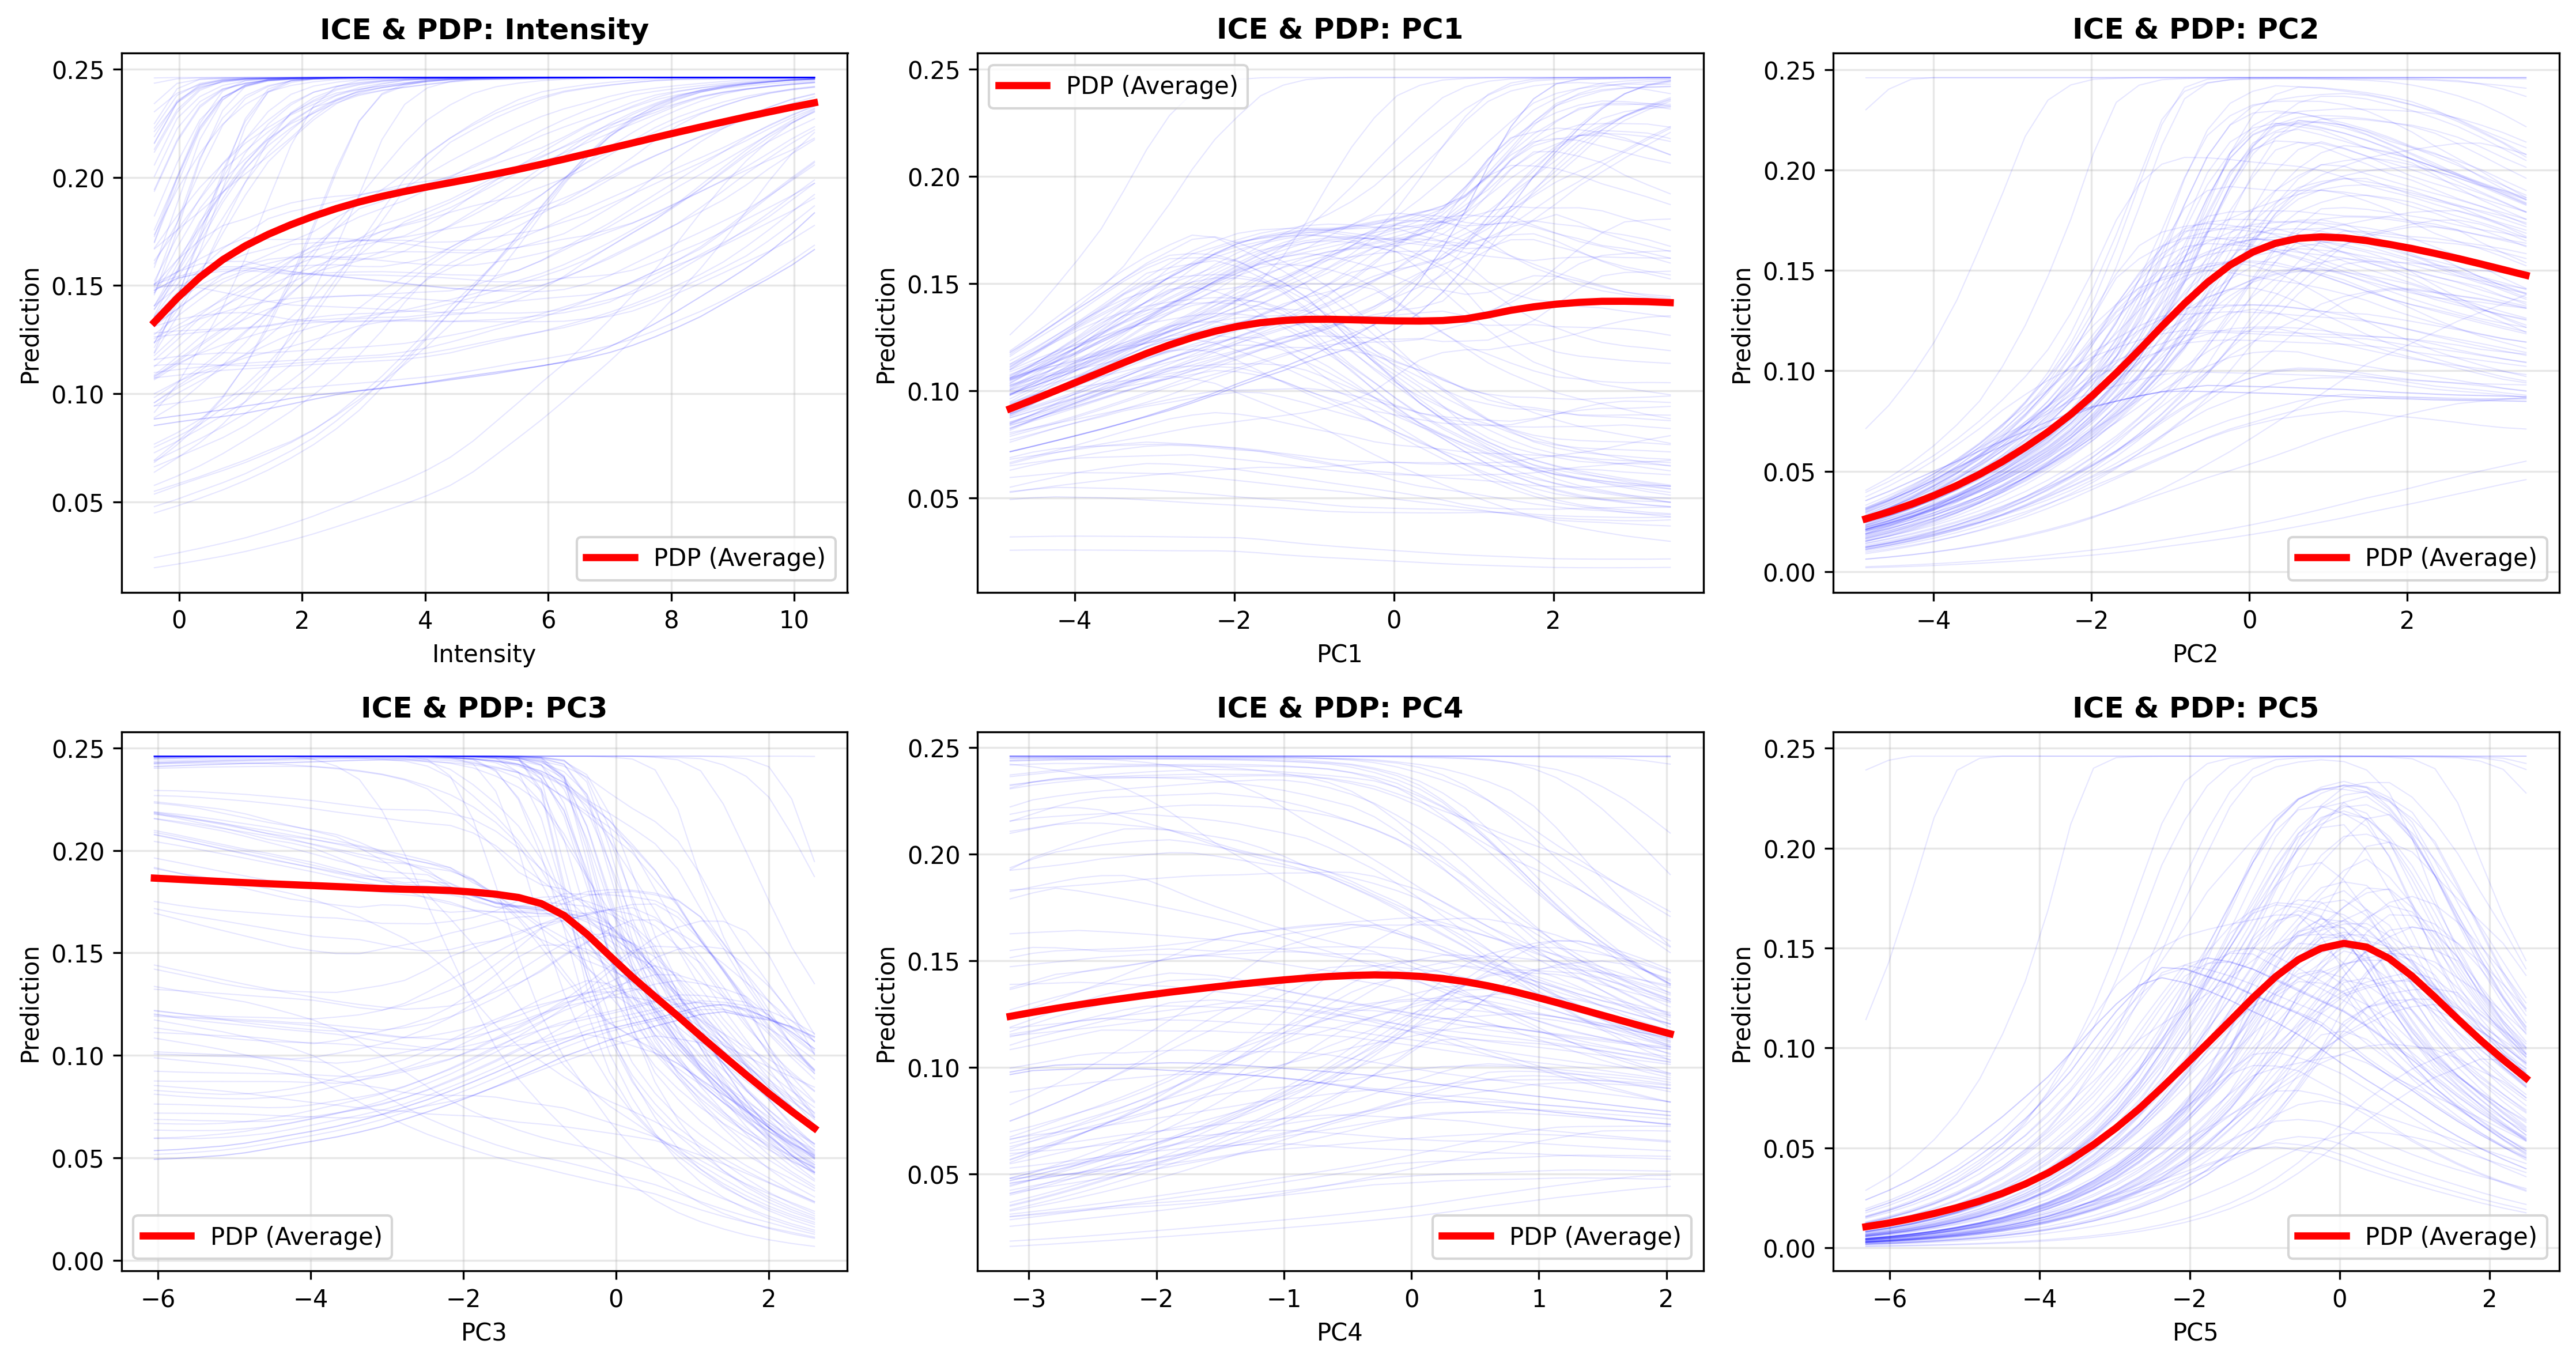 ICE & PDP: Intensity
0.25
0.20
0.15
0.10
0.05
Prediction
PDP (Average)
0 2 4 6 8 10
Intensity
ICE & PDP: PC1
PDP (Average)
0.25
0.20
0.15
0.10
0.05
Prediction
−4 −2 0 2
PC1
ICE & PDP: PC2
0.25
0.20
0.15
0.10
0.05
0.00
Prediction
PDP (Average)
−4 −2 0 2
PC2
ICE & PDP: PC3
0.25
0.20
0.15
0.10
0.05
0.00
Prediction
PDP (Average)
−6 −4 −2 0 2
PC3
ICE & PDP: PC4
0.25
0.20
0.15
0.10
0.05
Prediction
PDP (Average)
−3 −2 −1 0 1 2
PC4
ICE & PDP: PC5
0.25
0.20
0.15
0.10
0.05
0.00
Prediction
PDP (Average)
−6 −4 −2 0 2
PC5